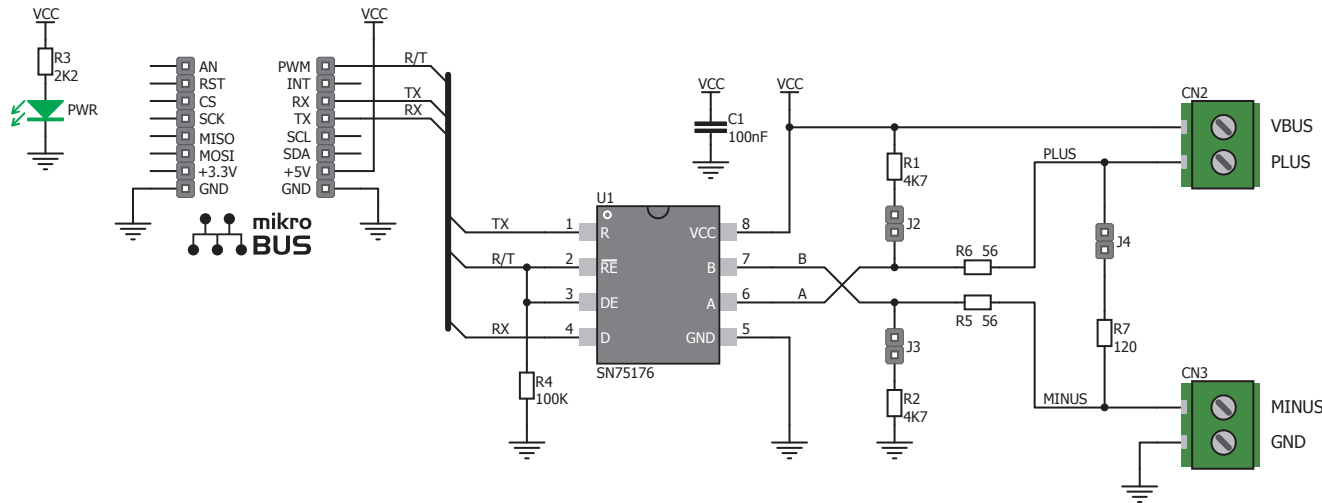 VCC
R3
2K2
PWR
AN
RST
CS
SCK
MISO
MOSI
+3.3V
GND
mikro
BUS
VCC
PWM
INT
RX
TX
SCL
SDA
+5V
GND
R/T
TX
RX
TX
R/T
RX
R4
100K
U1
1
2
3
4
R
RE
DE
D
VCC
B
A
GND
8
7
6
5
SN75176
VCC
C1
100nF
VCC
B
A
R1
4K7
J2
J3
R2
4K7
R6 56
R5 56
PLUS
MINUS
J4
R7
120
CN2
VBUS
PLUS
CN3
MINUS
GND